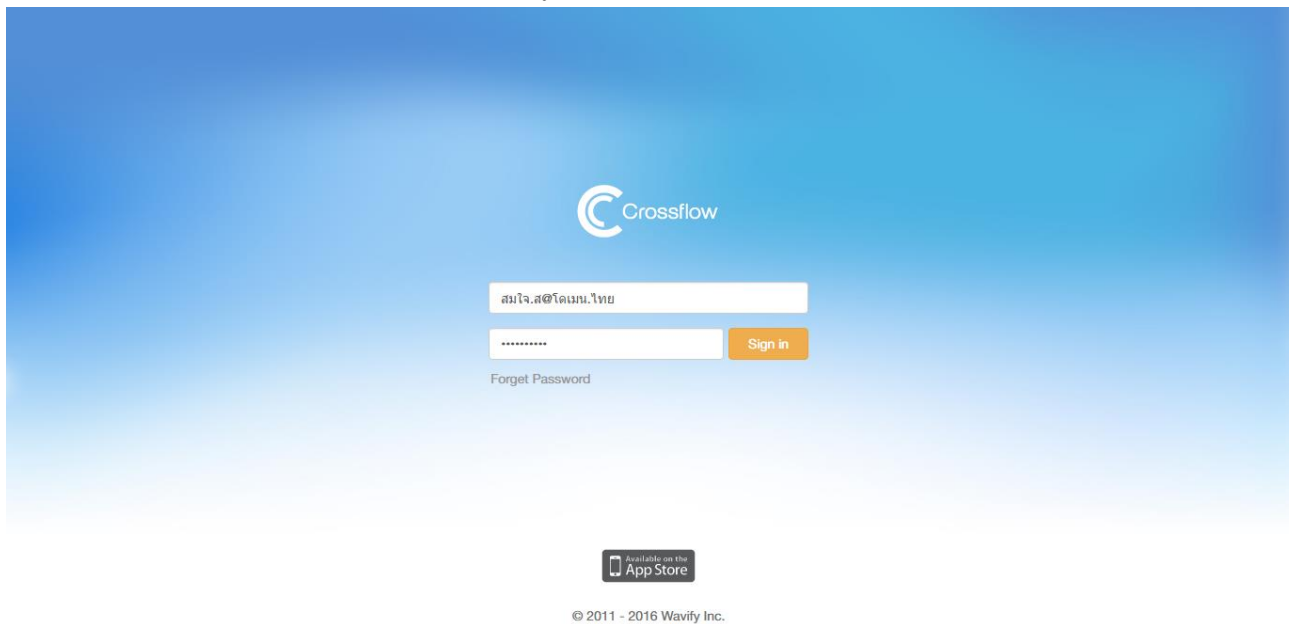 Crossflow
สมใจ.ส@โดเมน.ไทย
••••••••••
Sign in
Forget Password
Available on the
App Store
© 2011 - 2016 Wavify Inc.